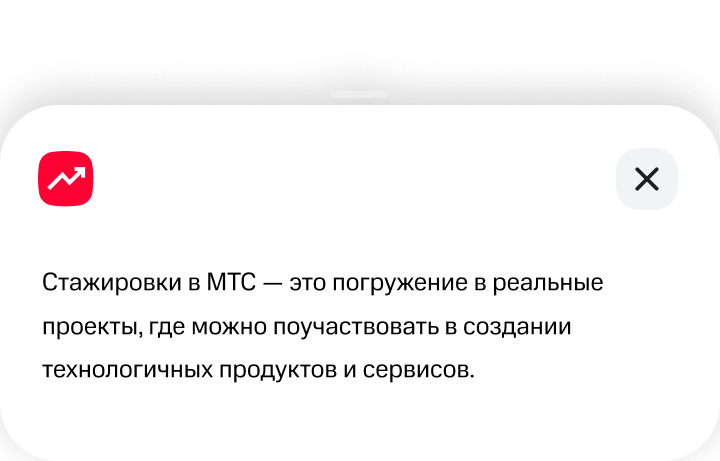 Стажировки в МТС — это погружение в реальные
проекты, где можно поучаствовать в создании
технологичных продуктов и сервисов.